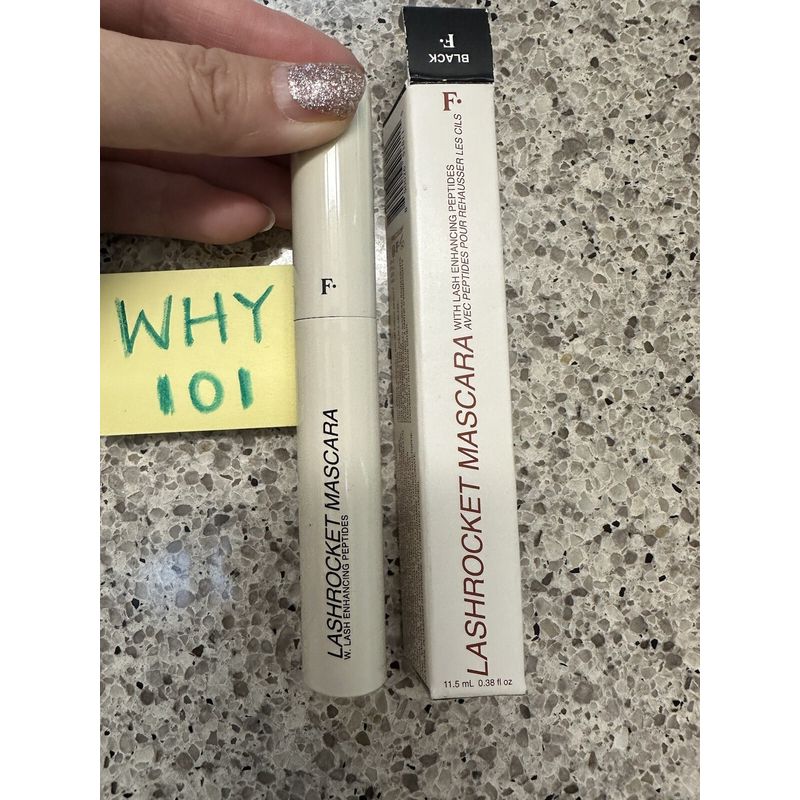 WHY
101
F.
LASHROCKET MASCARA
W. LASH ENHANCING PEPTIDES
BLACK
F.
F.
LASHROCKET MASCARA
WITH LASH ENHANCING PEPTIDES
AVEC PEPTIDES POUR REHAUSSER LES CILS
11.5 mL 0.38 fl oz